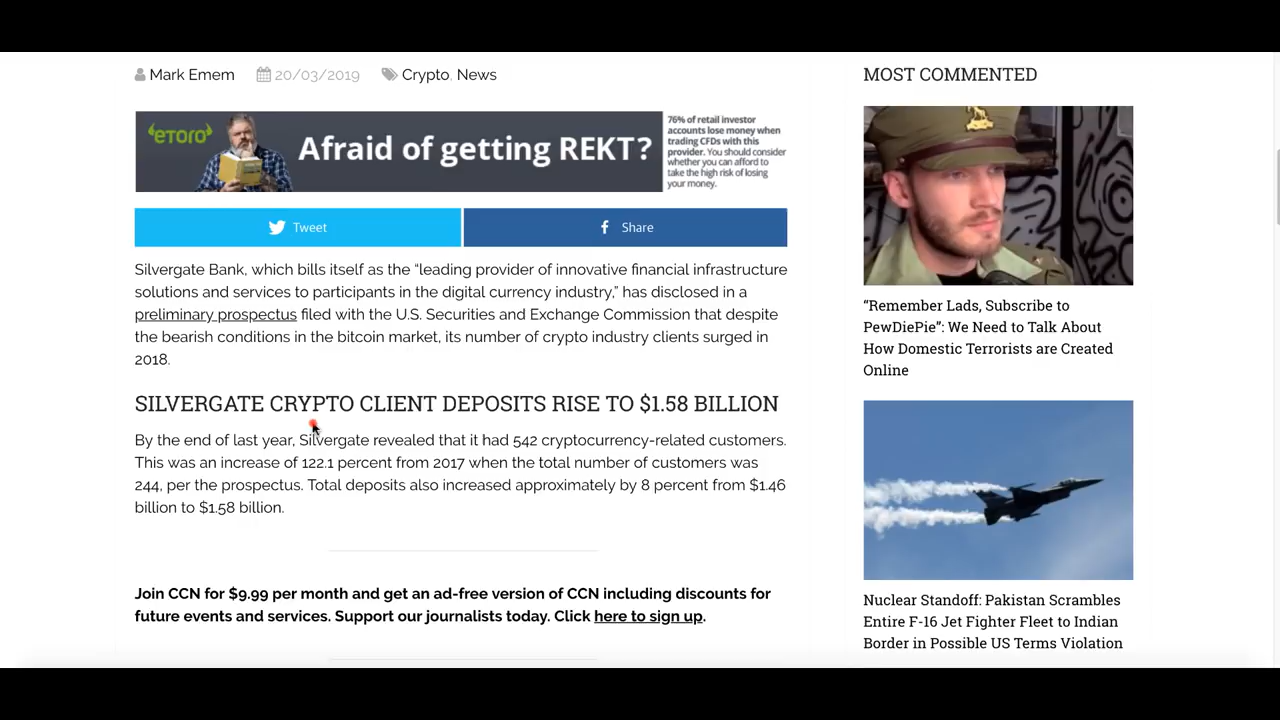 Mark Emem 20/03/2019 Crypto, News
eTORO
Afraid of getting REKT?
76% of retail investor
accounts lose money when
trading CFDs with this
provider. You should consider
whether you can afford to
take the high risk of losing
your money.
Tweet
Share
Silvergate Bank, which bills itself as the “leading provider of innovative financial infrastructure
solutions and services to participants in the digital currency industry,” has disclosed in a
preliminary prospectus filed with the U.S. Securities and Exchange Commission that despite
the bearish conditions in the bitcoin market, its number of crypto industry clients surged in
2018.
SILVERGATE CRYPTO CLIENT DEPOSITS RISE TO $1.58 BILLION
By the end of last year, Silvergate revealed that it had 542 cryptocurrency-related customers.
This was an increase of 122.1 percent from 2017 when the total number of customers was
244, per the prospectus. Total deposits also increased approximately by 8 percent from $1.46
billion to $1.58 billion.
Join CCN for $9.99 per month and get an ad-free version of CCN including discounts for
future events and services. Support our journalists today. Click here to sign up.
MOST COMMENTED
“Remember Lads, Subscribe to
PewDiePie”: We Need to Talk About
How Domestic Terrorists are Created
Online
Nuclear Standoff: Pakistan Scrambles
Entire F-16 Jet Fighter Fleet to Indian
Border in Possible US Terms Violation